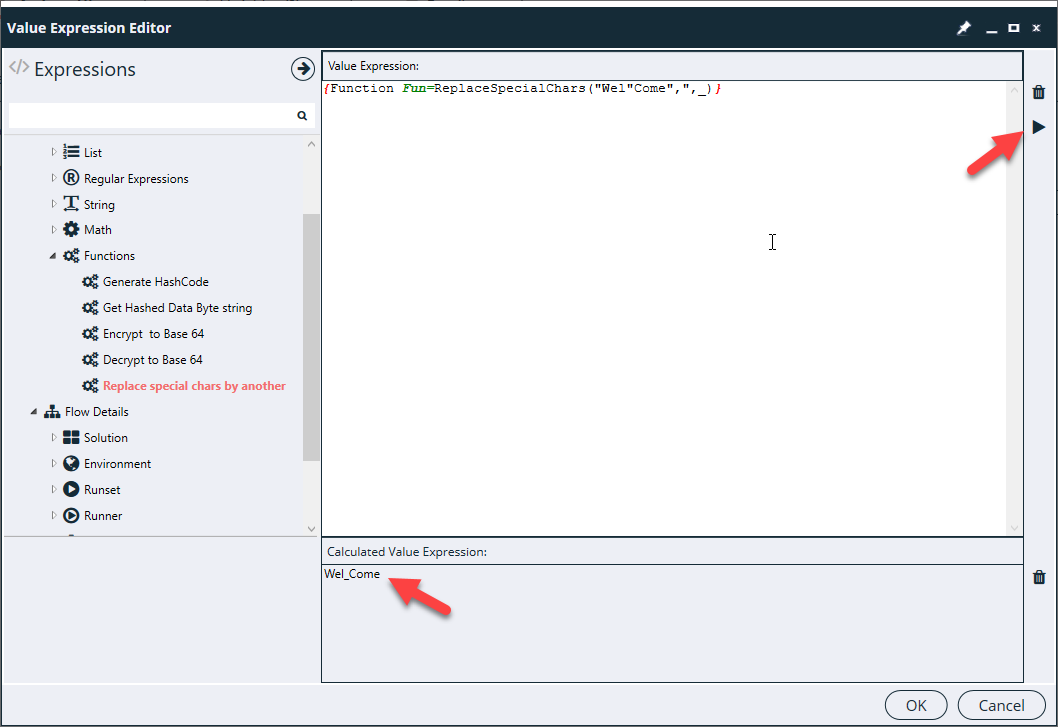 Value Expression Editor
</> Expressions
Value Expression:
{Function Fun=ReplaceSpecialChars("Wel"Come",",_)}
List
Regular Expressions
String
Math
Functions
Generate HashCode
Get Hashed Data Byte string
Encrypt  to Base 64
Decrypt to Base 64
Replace special chars by another
Flow Details
Solution
Environment
Runset
Runner
Calculated Value Expression:
Wel_Come
OK
Cancel